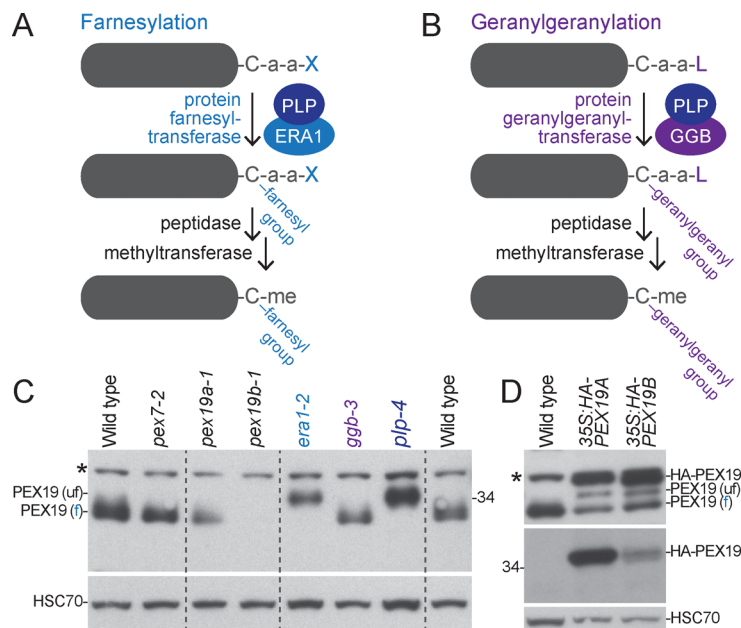 A Farnesylation
-C-a-a-X
protein
farnesyl-
transferase
PLP
ERA1
-C-a-a-X
–farnesyl
group
peptidase
methyltransferase
-C-me
–farnesyl
group
B Geranylgeranylation
-C-a-a-L
protein
geranylgeranyl-
transferase
PLP
GGB
-C-a-a-L
–geranylgeranyl
group
peptidase
methyltransferase
-C-me
–geranylgeranyl
group
C
Wild type
pex7-2
pex19a-1
pex19b-1
era1-2
ggb-3
plp-4
Wild type
*
PEX19 (uf)-
PEX19 (f)-
-34
HSC70-
D
Wild type
35S:HA-
PEX19A
35S:HA-
PEX19B
*
-HA-PEX19
-PEX19 (uf)
-PEX19 (f)
34-
-HA-PEX19
-HSC70